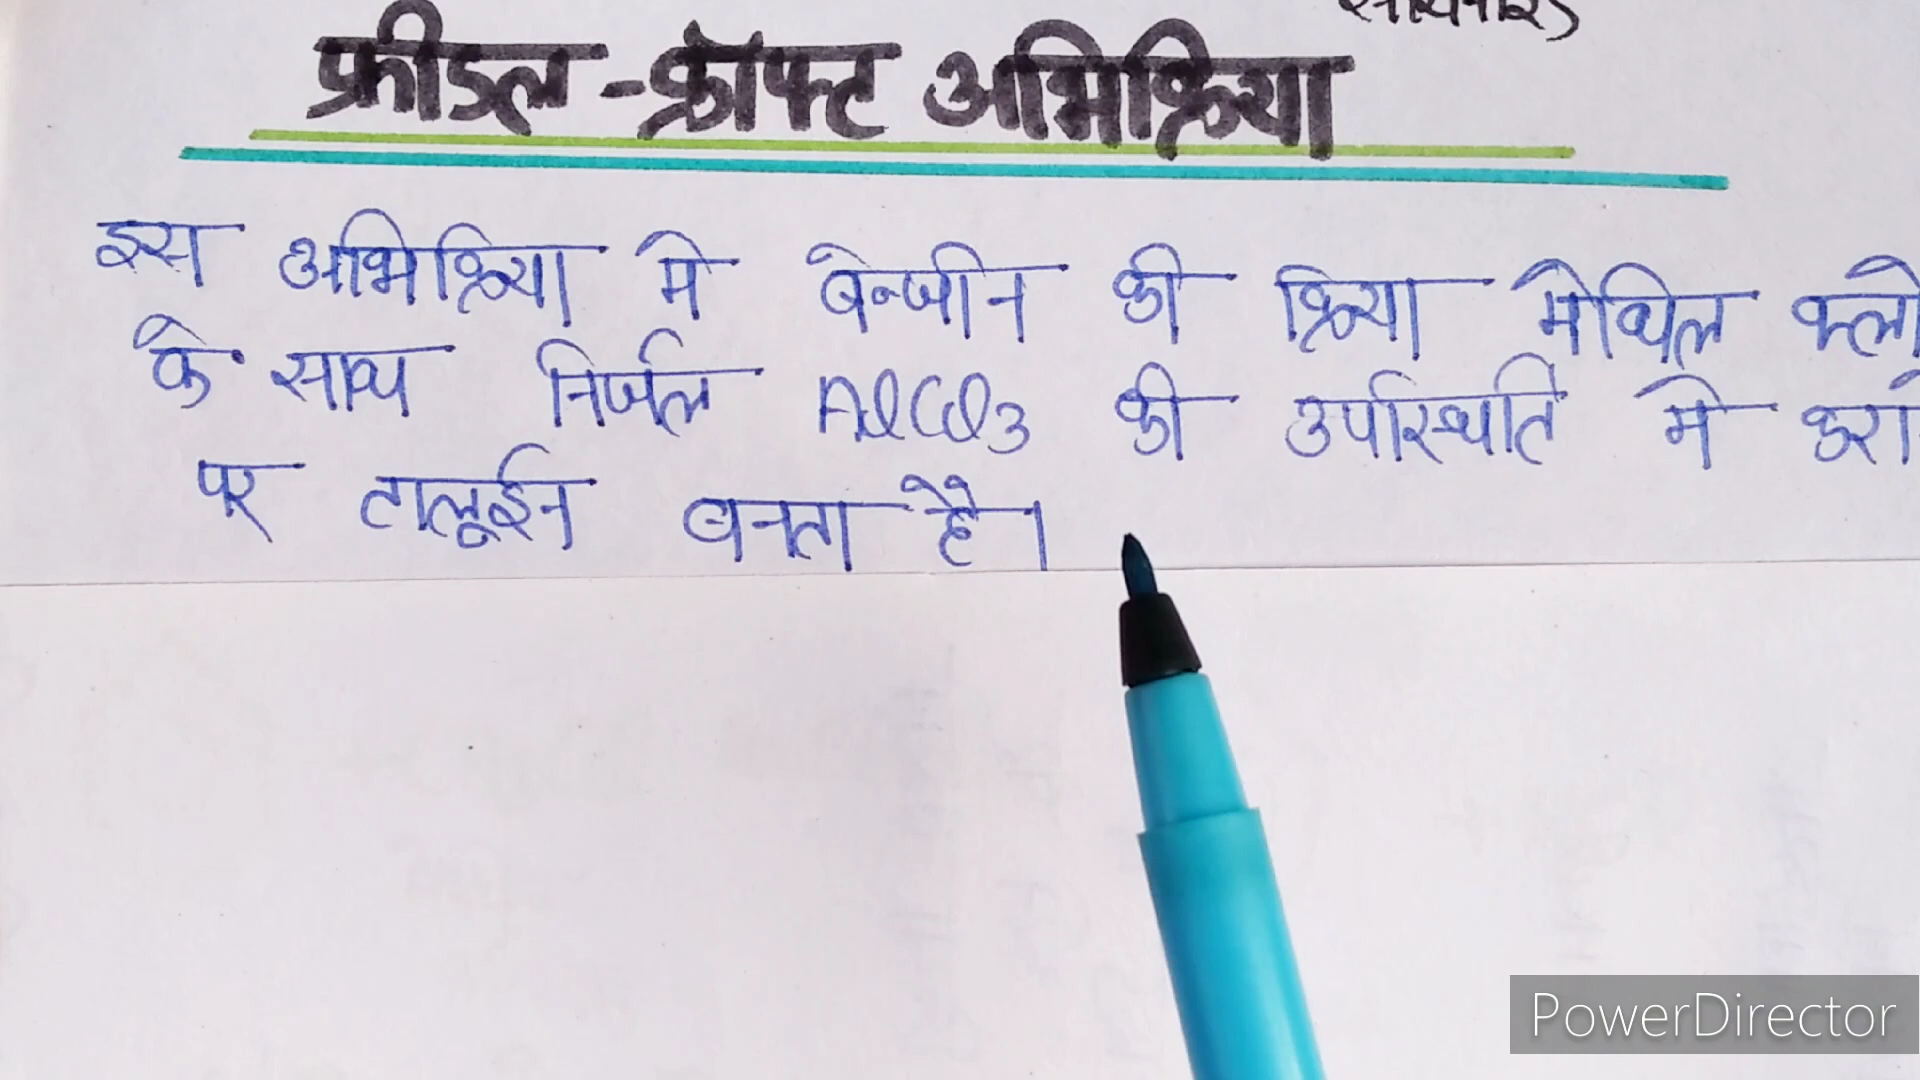 फ्रीडल-क्रॉफ्ट अभिक्रिया
इस अभिक्रिया मे बेन्जीन की क्रिया मेथिल क्लो
के साथ निर्जल AlCl3 की उपस्थिति मे करा
पर टालूईन बनता है।
PowerDirector